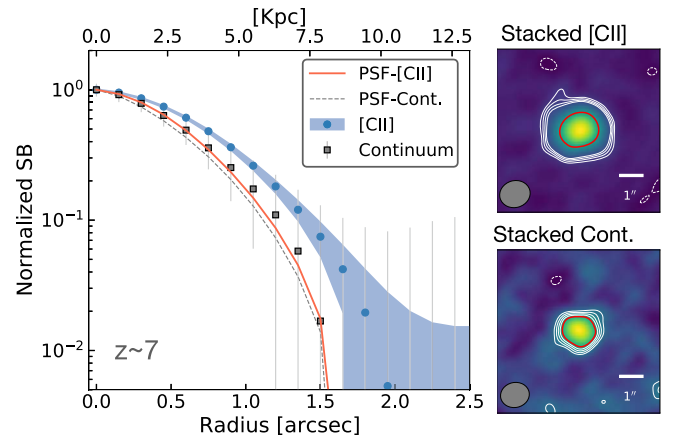 [Kpc]
0.0 2.5 5.0 7.5 10.0 12.5
Stacked [CII]
PSF-[CII]
PSF-Cont.
[CII]
Continuum
10⁰
10⁻¹
10⁻²
Normalized SB
z~7
0.0 0.5 1.0 1.5 2.0 2.5
Radius [arcsec]
1″
Stacked Cont.
1″